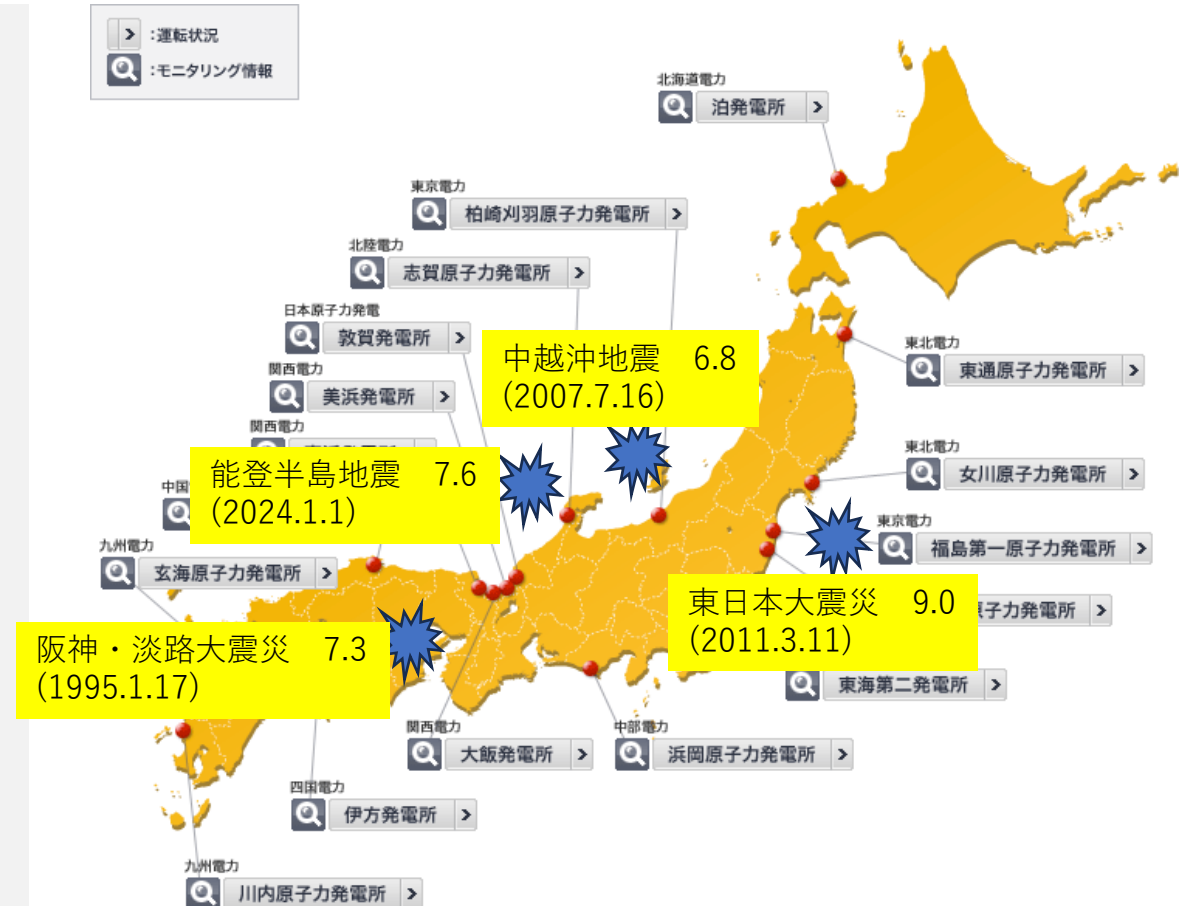 :運転状況
:モニタリング情報
北海道電力
泊発電所
東京電力
柏崎刈羽原子力発電所
北陸電力
志賀原子力発電所
日本原子力発電
敦賀発電所
中越沖地震 6.8
(2007.7.16)
東北電力
東通原子力発電所
関西電力
美浜発電所
関西電力
能登半島地震 7.6
(2024.1.1)
東北電力
女川原子力発電所
中国
九州電力
玄海原子力発電所
東京電力
福島第一原子力発電所
東日本大震災 9.0
(2011.3.11)
原子力発電所
阪神・淡路大震災 7.3
(1995.1.17)
東海第二発電所
関西電力
大飯発電所
中部電力
浜岡原子力発電所
四国電力
伊方発電所
九州電力
川内原子力発電所